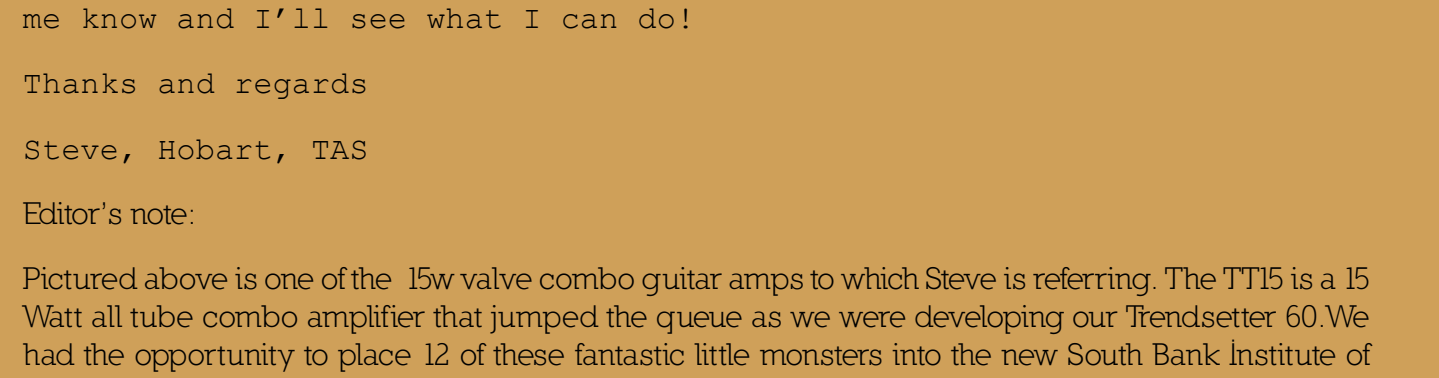 me know and I’ll see what I can do!
Thanks and regards
Steve, Hobart, TAS
Editor’s note:
Pictured above is one of the 15w valve combo guitar amps to which Steve is referring. The TT15 is a 15
Watt all tube combo amplifier that jumped the queue as we were developing our Trendsetter 60.We
had the opportunity to place 12 of these fantastic little monsters into the new South Bank İnstitute of